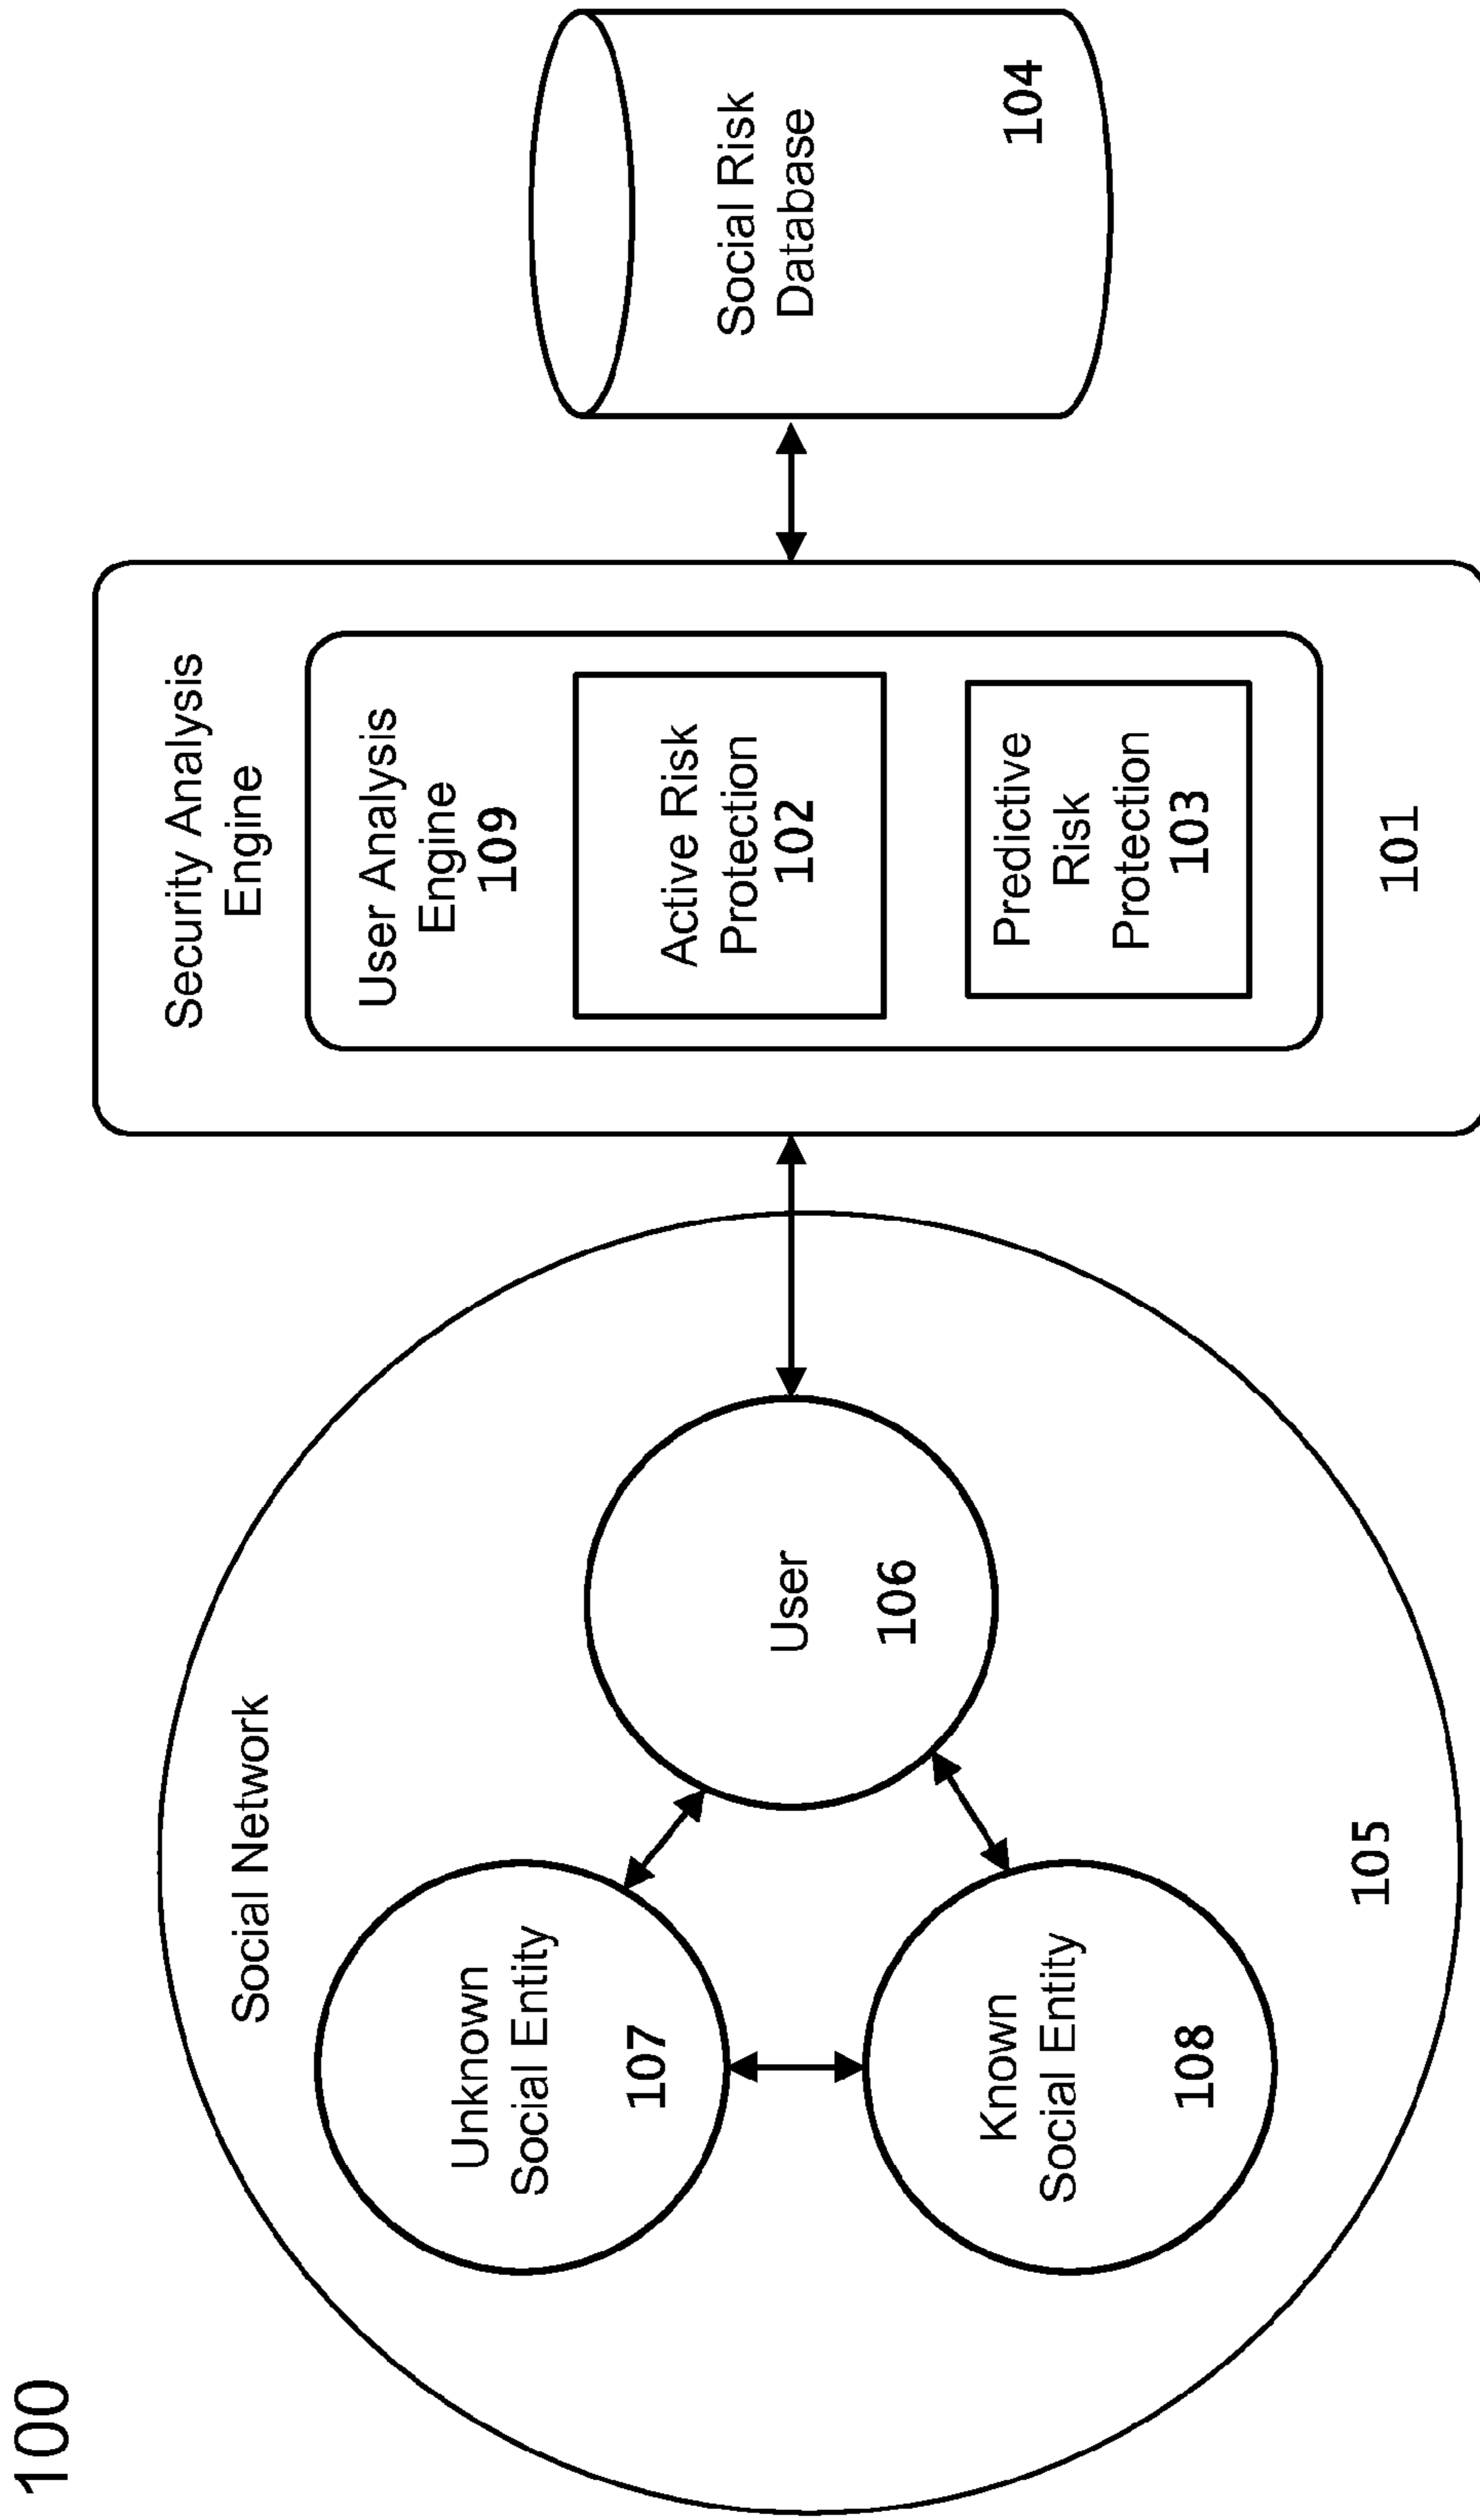 100
Social Network
Unknown
Social Entity
107
Known
Social Entity
108
User
106
105
Security Analysis
Engine
User Analysis
Engine
109
Active Risk
Protection
102
Predictive
Risk
Protection
103
101
Social Risk
Database
104